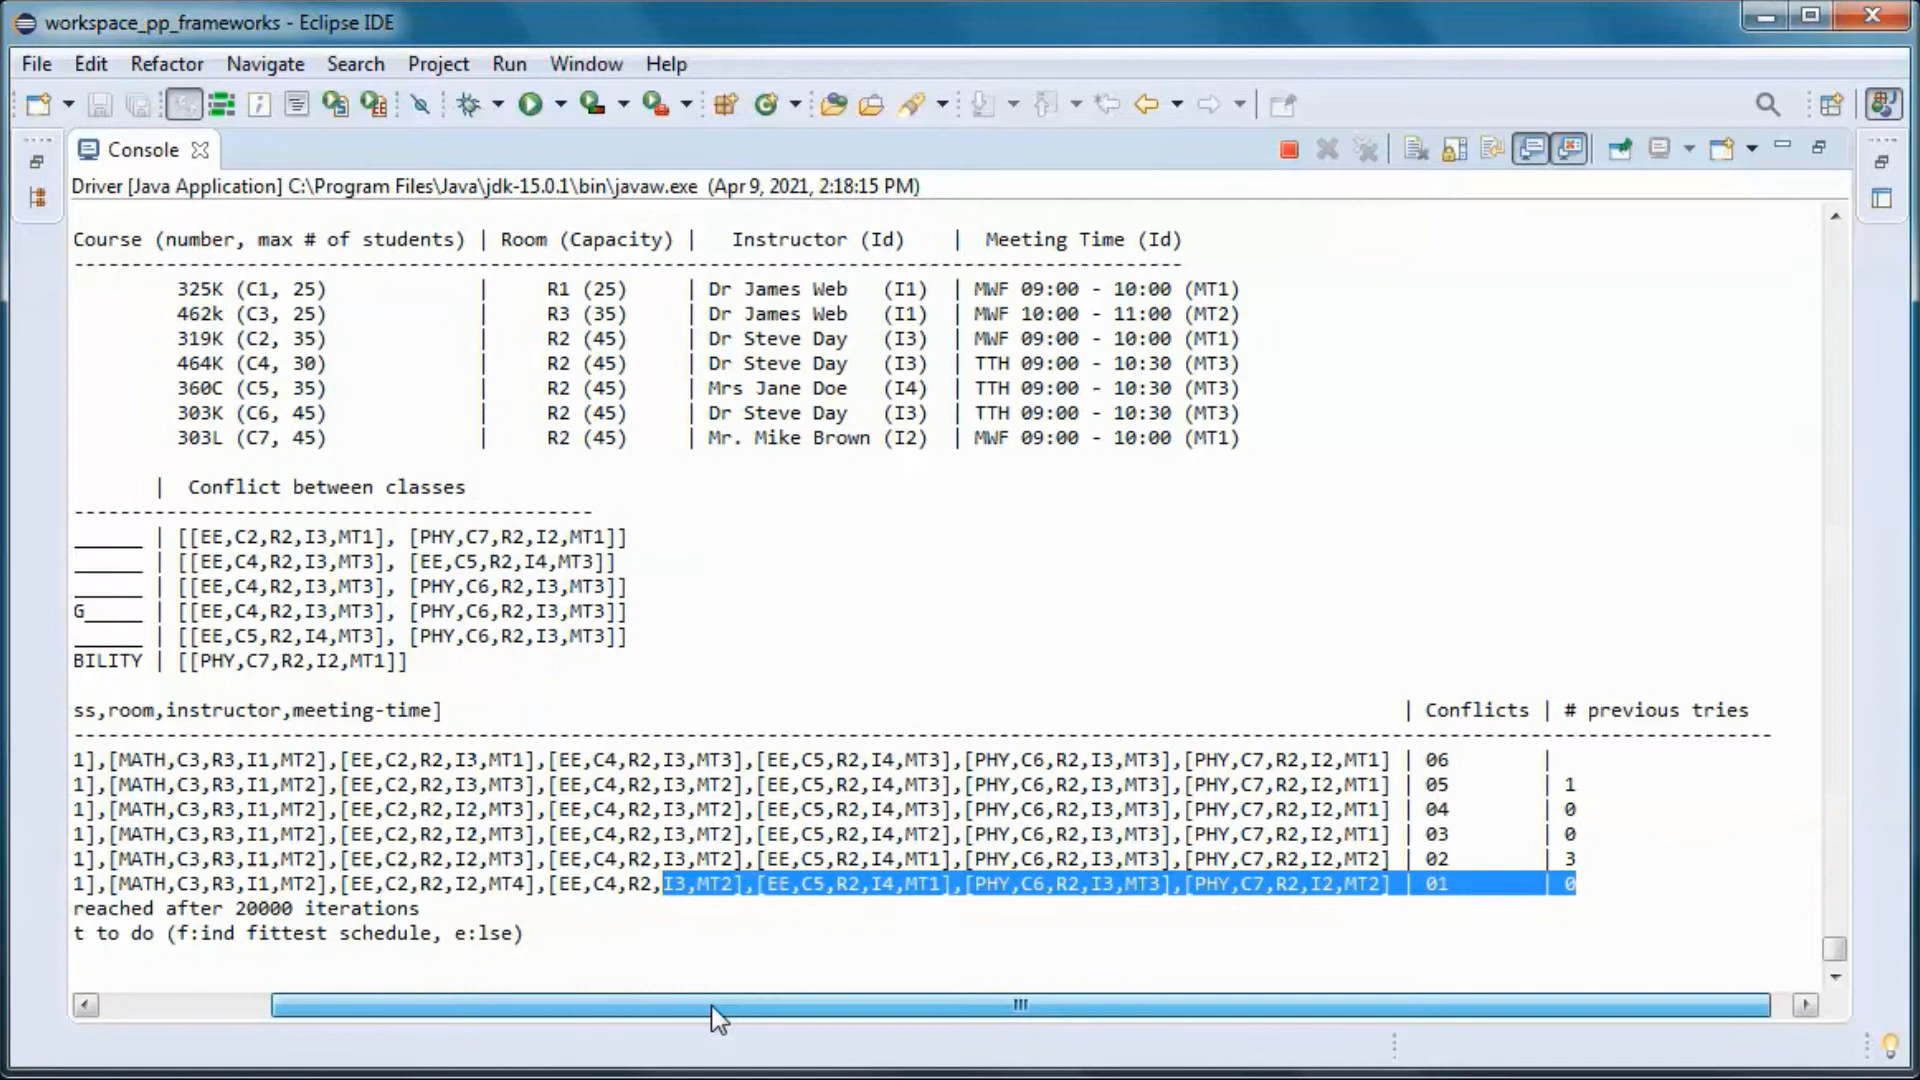 workspace_pp_frameworks - Eclipse IDE
File Edit Refactor Navigate Search Project Run Window Help
Console
Driver [Java Application] C:\Program Files\Java\jdk-15.0.1\bin\javaw.exe (Apr 9, 2021, 2:18:15 PM)
Course (number, max # of students) | Room (Capacity) | Instructor (Id) | Meeting Time (Id)
-----------------------------------------------------------------------------------------------
325K (C1, 25) | R1 (25) | Dr James Web (I1) | MWF 09:00 - 10:00 (MT1)
462k (C3, 25) | R3 (35) | Dr James Web (I1) | MWF 10:00 - 11:00 (MT2)
319K (C2, 35) | R2 (45) | Dr Steve Day (I3) | MWF 09:00 - 10:00 (MT1)
464K (C4, 30) | R2 (45) | Dr Steve Day (I3) | TTH 09:00 - 10:30 (MT3)
360C (C5, 35) | R2 (45) | Mrs Jane Doe (I4) | TTH 09:00 - 10:30 (MT3)
303K (C6, 45) | R2 (45) | Dr Steve Day (I3) | TTH 09:00 - 10:30 (MT3)
303L (C7, 45) | R2 (45) | Mr. Mike Brown (I2) | MWF 09:00 - 10:00 (MT1)
| Conflict between classes
---------------------------------------------
______ | [[EE,C2,R2,I3,MT1], [PHY,C7,R2,I2,MT1]]
______ | [[EE,C4,R2,I3,MT3], [EE,C5,R2,I4,MT3]]
______ | [[EE,C4,R2,I3,MT3], [PHY,C6,R2,I3,MT3]]
G_____ | [[EE,C4,R2,I3,MT3], [PHY,C6,R2,I3,MT3]]
______ | [[EE,C5,R2,I4,MT3], [PHY,C6,R2,I3,MT3]]
BILITY | [[PHY,C7,R2,I2,MT1]]
ss,room,instructor,meeting-time] | Conflicts | # previous tries
---------------------------------------------------------------------------------------------------------------------------------------------------
1],[MATH,C3,R3,I1,MT2],[EE,C2,R2,I3,MT1],[EE,C4,R2,I3,MT3],[EE,C5,R2,I4,MT3],[PHY,C6,R2,I3,MT3],[PHY,C7,R2,I2,MT1] | 06 |
1],[MATH,C3,R3,I1,MT2],[EE,C2,R2,I3,MT3],[EE,C4,R2,I3,MT2],[EE,C5,R2,I4,MT3],[PHY,C6,R2,I3,MT3],[PHY,C7,R2,I2,MT1] | 05 | 1
1],[MATH,C3,R3,I1,MT2],[EE,C2,R2,I2,MT3],[EE,C4,R2,I3,MT2],[EE,C5,R2,I4,MT3],[PHY,C6,R2,I3,MT3],[PHY,C7,R2,I2,MT1] | 04 | 0
1],[MATH,C3,R3,I1,MT2],[EE,C2,R2,I2,MT3],[EE,C4,R2,I3,MT2],[EE,C5,R2,I4,MT2],[PHY,C6,R2,I3,MT3],[PHY,C7,R2,I2,MT1] | 03 | 0
1],[MATH,C3,R3,I1,MT2],[EE,C2,R2,I2,MT3],[EE,C4,R2,I3,MT2],[EE,C5,R2,I4,MT1],[PHY,C6,R2,I3,MT3],[PHY,C7,R2,I2,MT2] | 02 | 3
1],[MATH,C3,R3,I1,MT2],[EE,C2,R2,I2,MT4],[EE,C4,R2,I3,MT2],[EE,C5,R2,I4,MT1],[PHY,C6,R2,I3,MT3],[PHY,C7,R2,I2,MT2] | 01 | 0
reached after 20000 iterations
t to do (f:ind fittest schedule, e:lse)